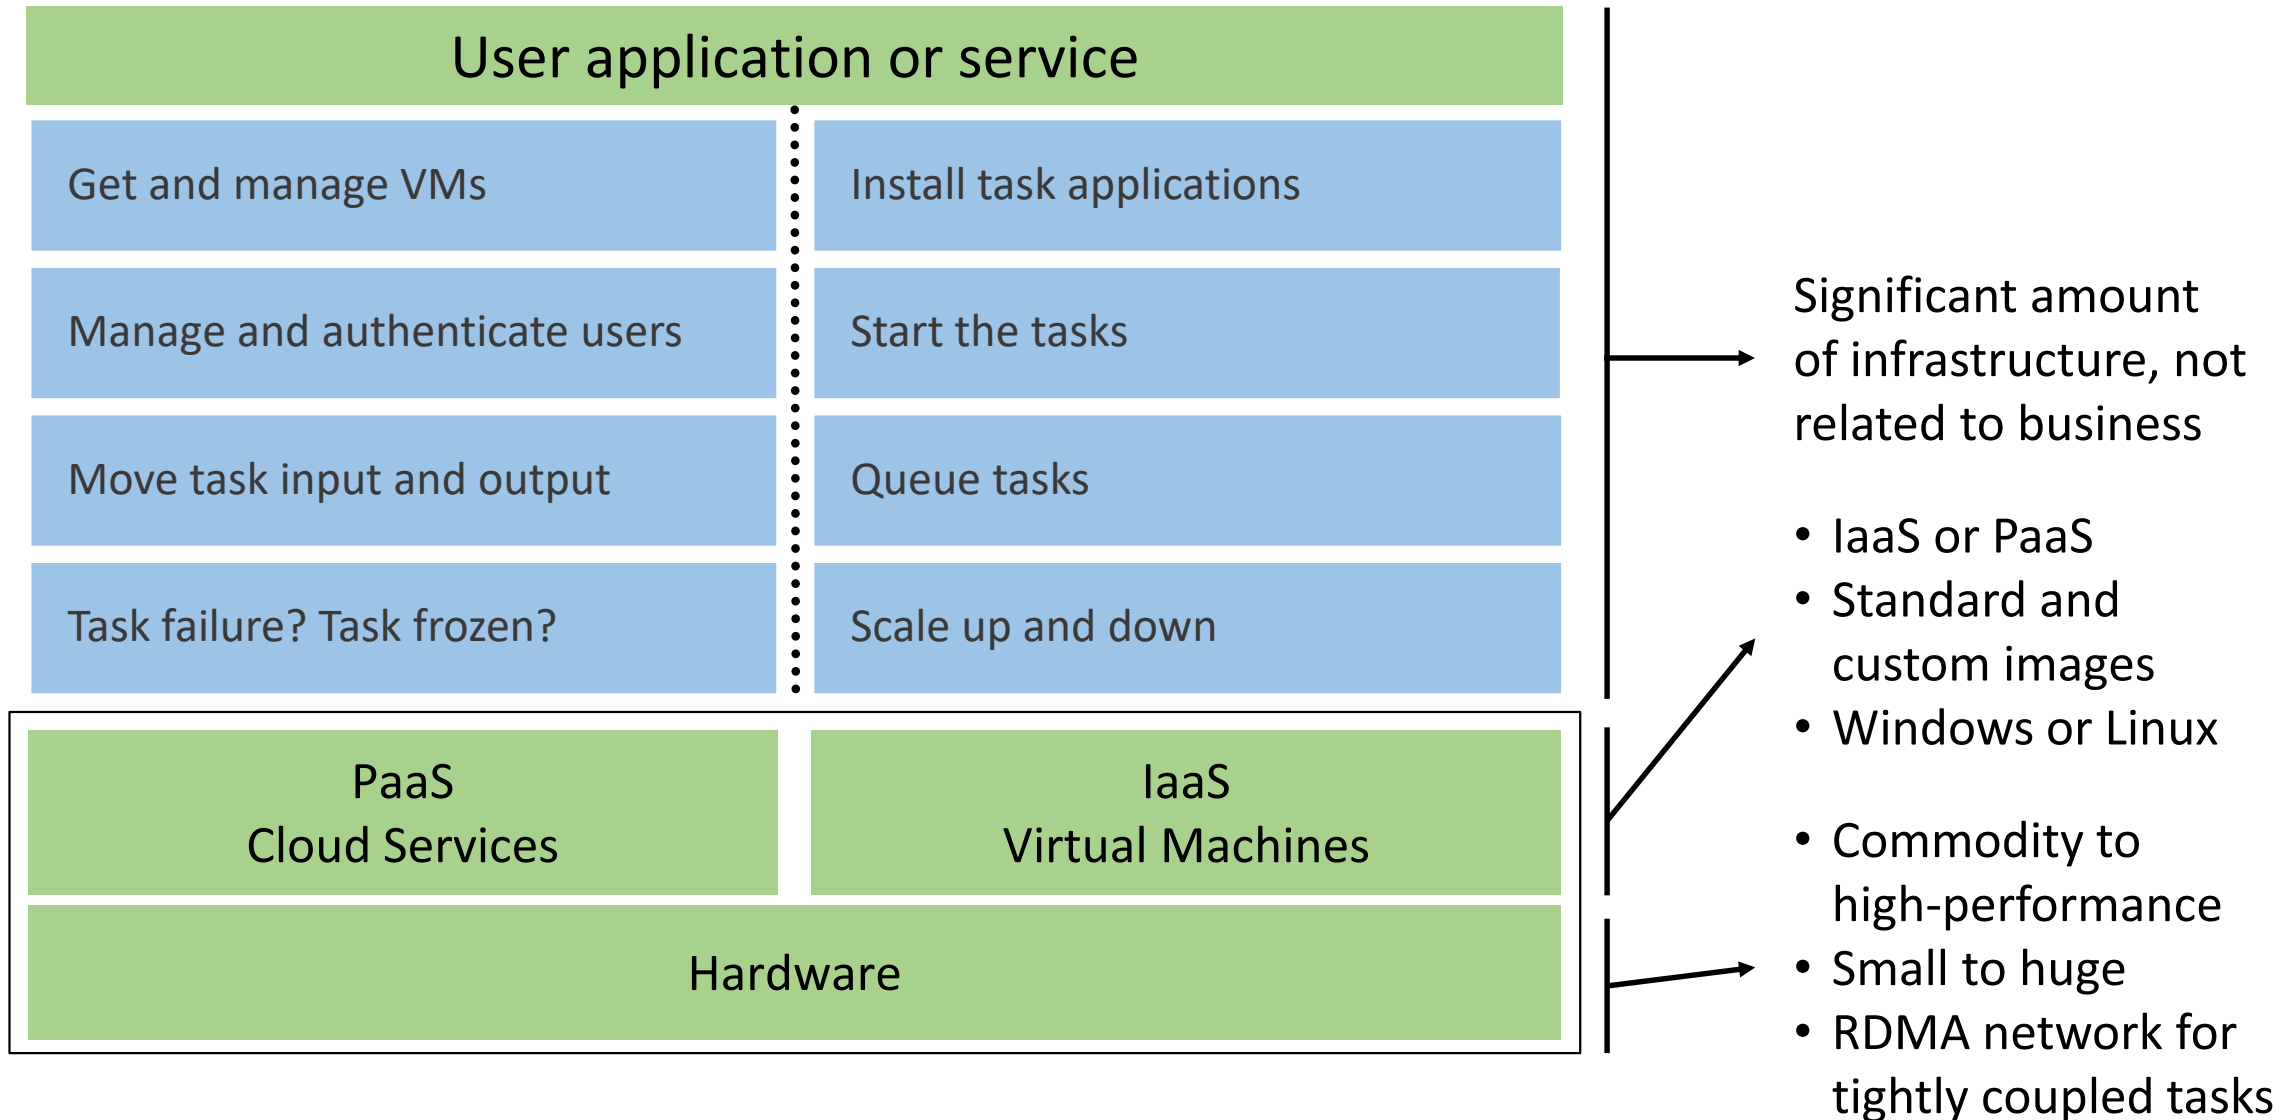 User application or service
Get and manage VMs
Install task applications
Manage and authenticate users
Start the tasks
Move task input and output
Queue tasks
Task failure? Task frozen?
Scale up and down
PaaS
Cloud Services
IaaS
Virtual Machines
Hardware
Significant amount
of infrastructure, not
related to business
• IaaS or PaaS
• Standard and
custom images
• Windows or Linux
• Commodity to
high-performance
• Small to huge
• RDMA network for
tightly coupled tasks